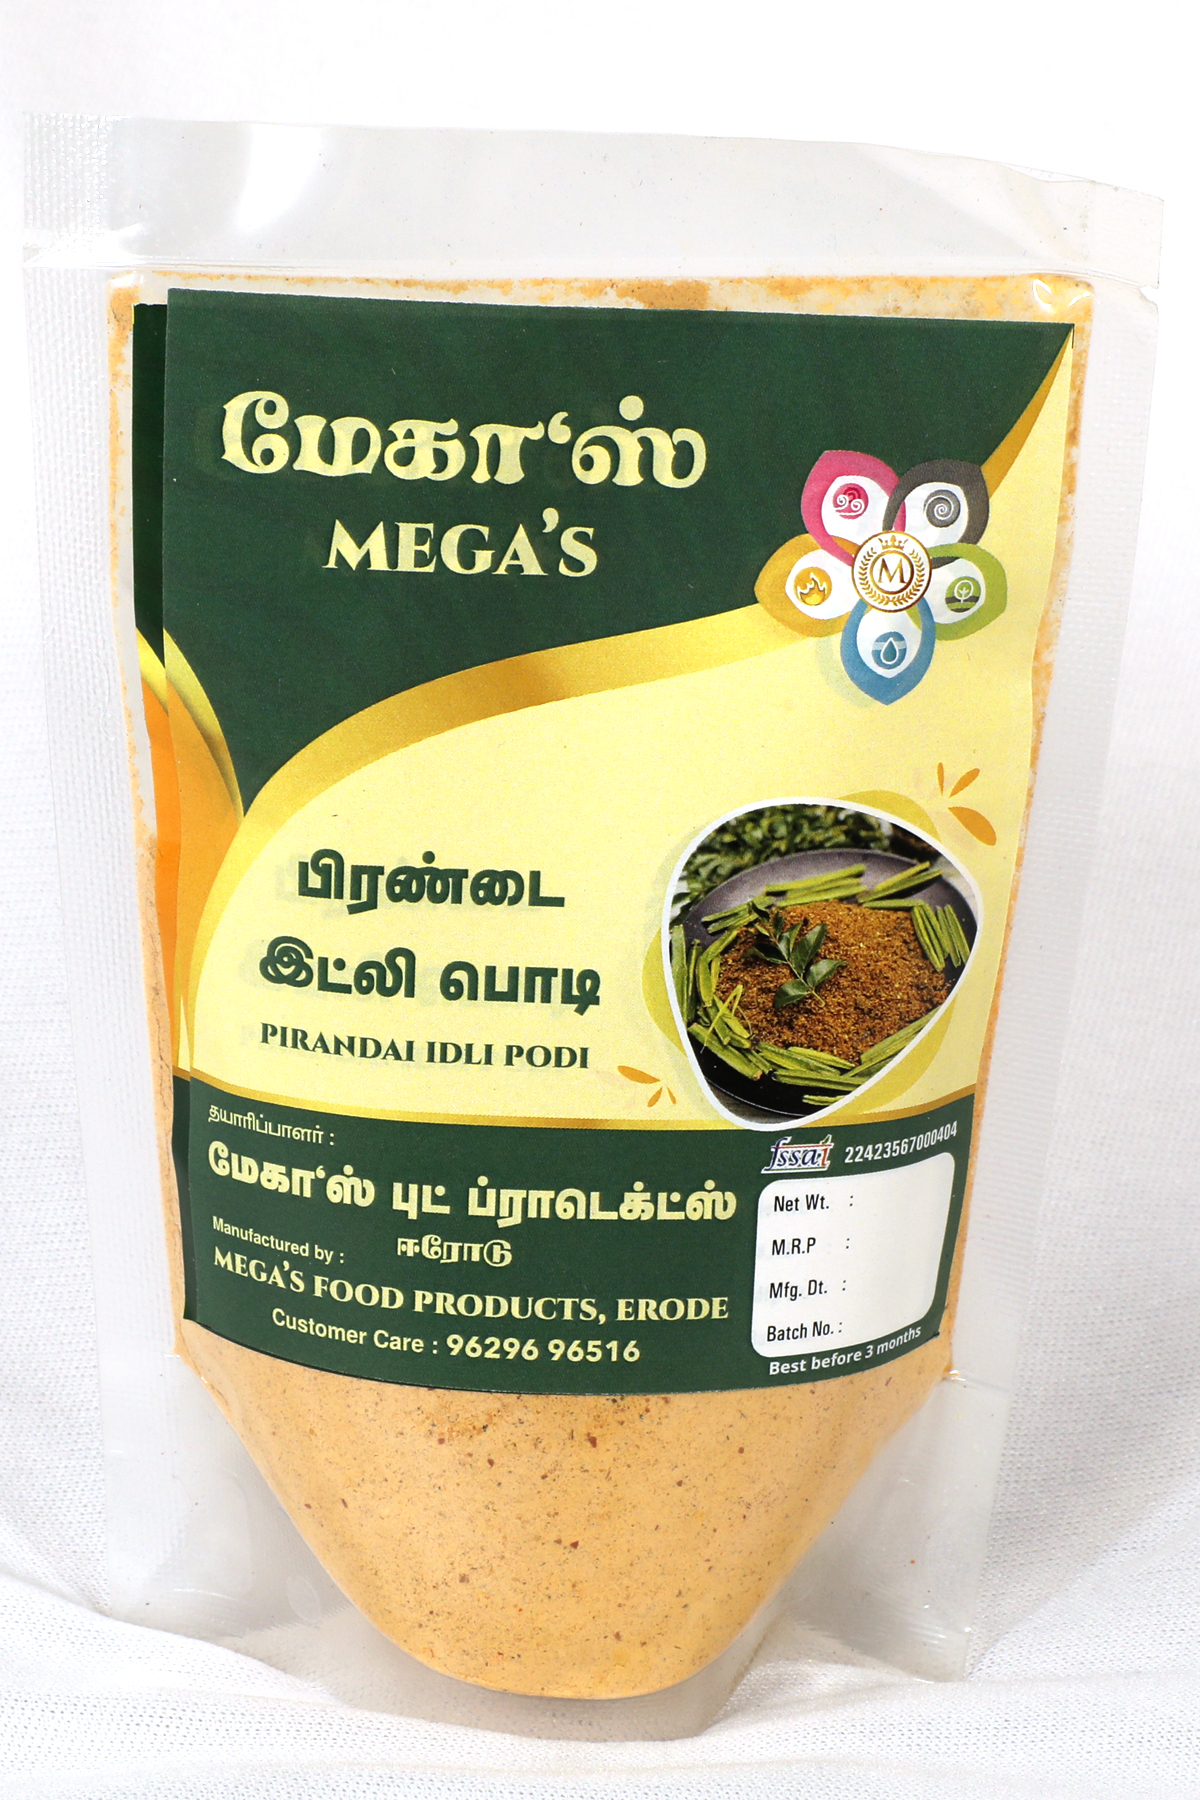 மேகா‘ஸ்
MEGA’S
M
பிரண்டை
இட்லி பொடி
PIRANDAI IDLI PODI
தயாரிப்பாளர் :
மேகா‘ஸ் புட் ப்ராடெக்ட்ஸ்
ஈரோடு
Manufactured by :
MEGA’S FOOD PRODUCTS, ERODE
Customer Care : 96296 96516
fssai 22423567000404
Net Wt. :
M.R.P :
Mfg. Dt. :
Batch No. :
Best before 3 months